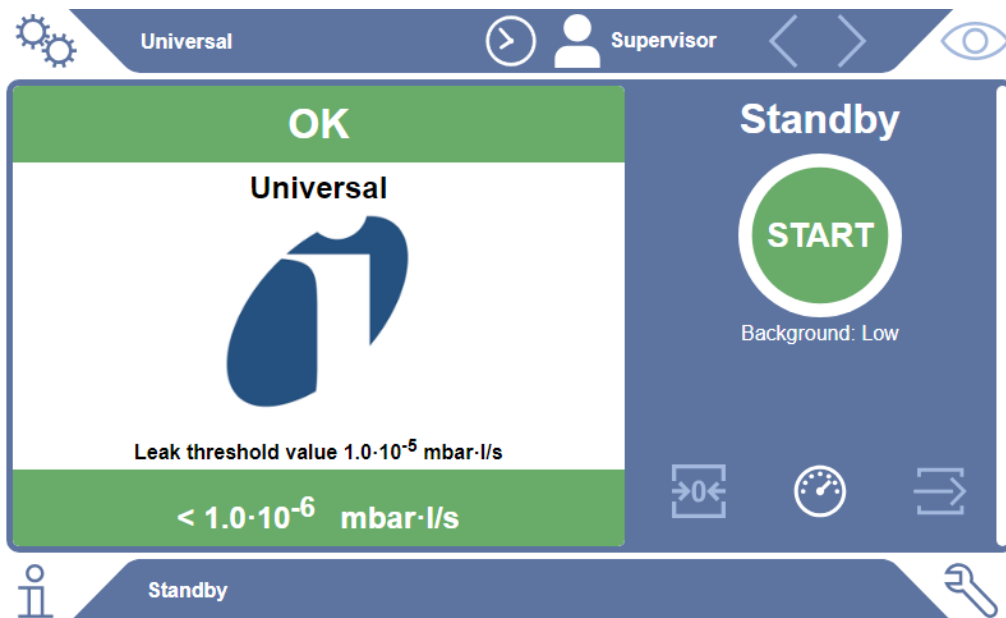 Universal
Supervisor
OK
Universal
Leak threshold value 1.0·10⁻⁵ mbar·l/s
< 1.0·10⁻⁶ mbar·l/s
Standby
START
Background: Low
→0←
Standby